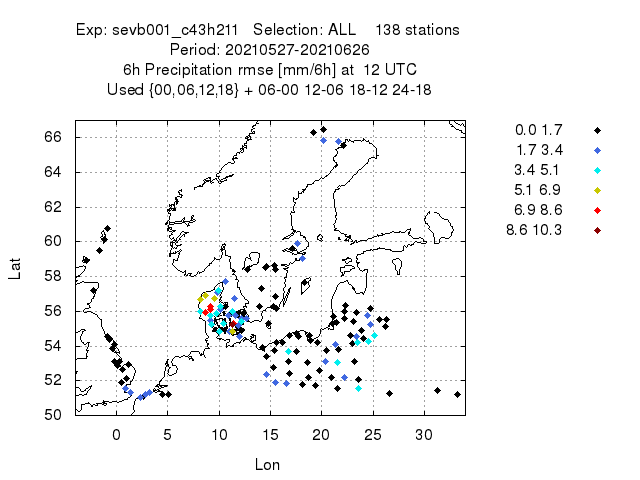 Exp: sevb001_c43h211 Selection: ALL 138 stations
Period: 20210527-20210626
6h Precipitation rmse [mm/6h] at 12 UTC
Used {00,06,12,18} + 06-00 12-06 18-12 24-18
66
64
62
60
58
56
54
52
50
Lat
0 5 10 15 20 25 30
Lon
0.0 1.7
1.7 3.4
3.4 5.1
5.1 6.9
6.9 8.6
8.6 10.3